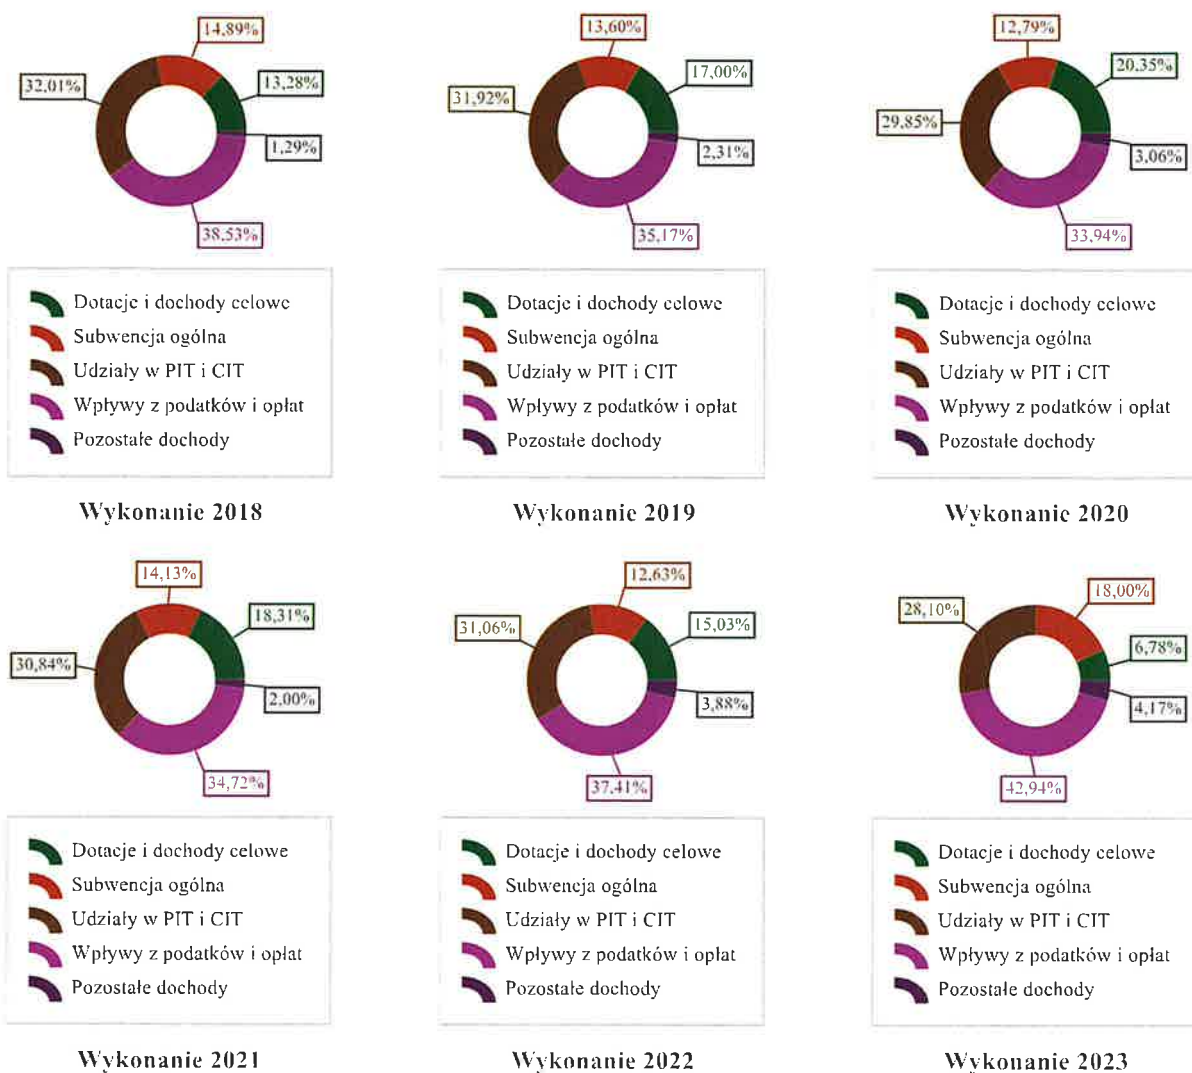 14,89%
32,01%
13,28%
1,29%
38,53%
Dotacje i dochody celowe
Subwencja ogólna
Udziały w PIT i CIT
Wpływy z podatków i opłat
Pozostałe dochody
Wykonanie 2018
13,60%
17,00%
31,92%
2,31%
35,17%
Dotacje i dochody celowe
Subwencja ogólna
Udziały w PIT i CIT
Wpływy z podatków i opłat
Pozostałe dochody
Wykonanie 2019
12,79%
20,35%
29,85%
3,06%
33,94%
Dotacje i dochody celowe
Subwencja ogólna
Udziały w PIT i CIT
Wpływy z podatków i opłat
Pozostałe dochody
Wykonanie 2020
14,13%
18,31%
30,84%
2,00%
34,72%
Dotacje i dochody celowe
Subwencja ogólna
Udziały w PIT i CIT
Wpływy z podatków i opłat
Pozostałe dochody
Wykonanie 2021
12,63%
31,06%
15,03%
3,88%
37,41%
Dotacje i dochody celowe
Subwencja ogólna
Udziały w PIT i CIT
Wpływy z podatków i opłat
Pozostałe dochody
Wykonanie 2022
18,00%
28,10%
6,78%
4,17%
42,94%
Dotacje i dochody celowe
Subwencja ogólna
Udziały w PIT i CIT
Wpływy z podatków i opłat
Pozostałe dochody
Wykonanie 2023